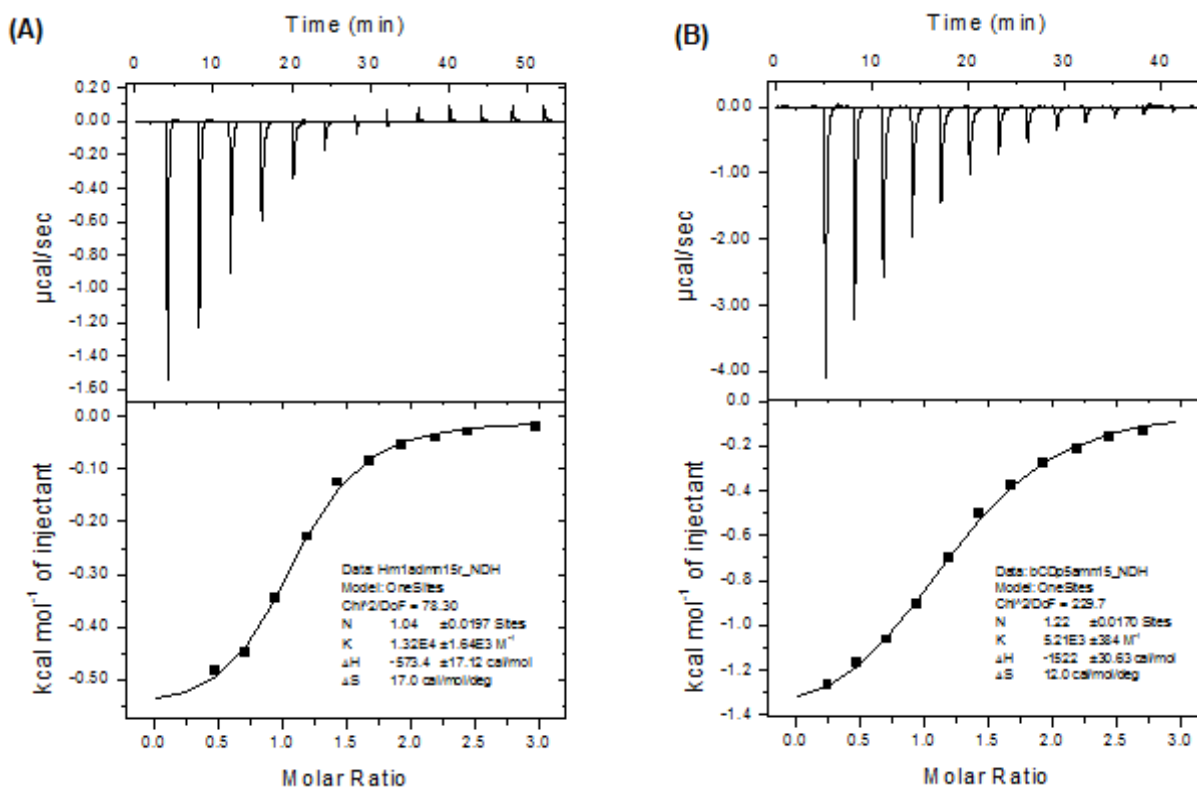 (A)
Time (min)
0 10 20 30 40 50
0.20
0.00
-0.20
-0.40
-0.60
-0.80
-1.00
-1.20
-1.40
-1.60
µcal/sec
0.00
-0.10
-0.20
-0.30
-0.40
-0.50
kcal mol⁻¹ of injectant
Data: Hm1adimn15r_NDH
Model: OneSites
Chi^2/DoF = 78.30
N 1.04 ±0.0197 Sites
K 1.32E4 ±1.64E3 M⁻¹
ΔH -573.4 ±17.12 cal/mol
ΔS 17.0 cal/mol/deg
0.0 0.5 1.0 1.5 2.0 2.5 3.0
Molar Ratio
(B)
Time (min)
0 10 20 30 40
0.00
-1.00
-2.00
-3.00
-4.00
µcal/sec
0.0
-0.2
-0.4
-0.6
-0.8
-1.0
-1.2
-1.4
kcal mol⁻¹ of injectant
Model: OneSites
Chi^2/DoF = 229.7
N 1.22 ±0.0170 Sites
K 5.21E3 ±384 M⁻¹
ΔH -1522 ±30.63 cal/mol
ΔS 12.0 cal/mol/deg
0.0 0.5 1.0 1.5 2.0 2.5 3.0
Molar Ratio